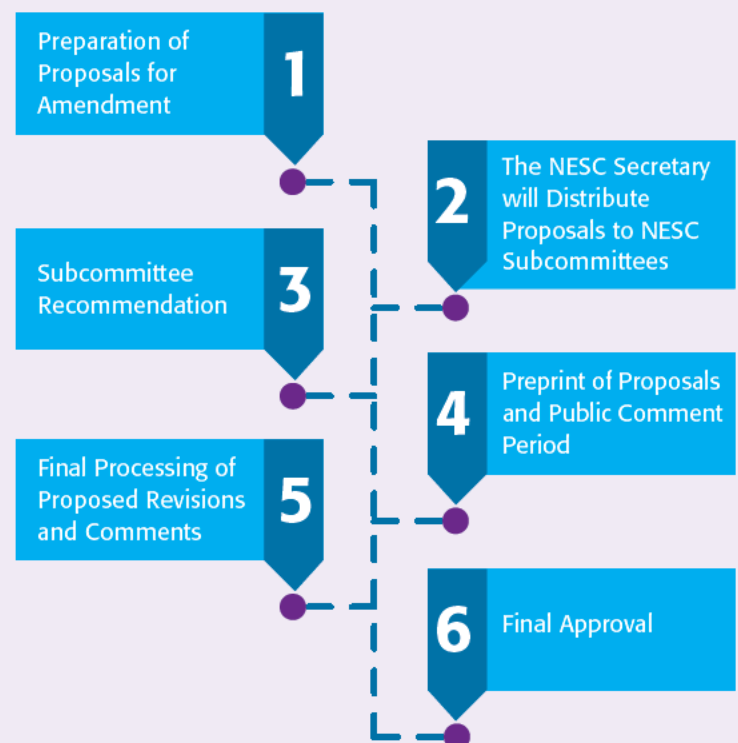 Preparation of
Proposals for
Amendment
1
2
The NESC Secretary
will Distribute
Proposals to NESC
Subcommittees
Subcommittee
Recommendation
3
4
Preprint of Proposals
and Public Comment
Period
Final Processing of
Proposed Revisions
and Comments
5
6
Final Approval